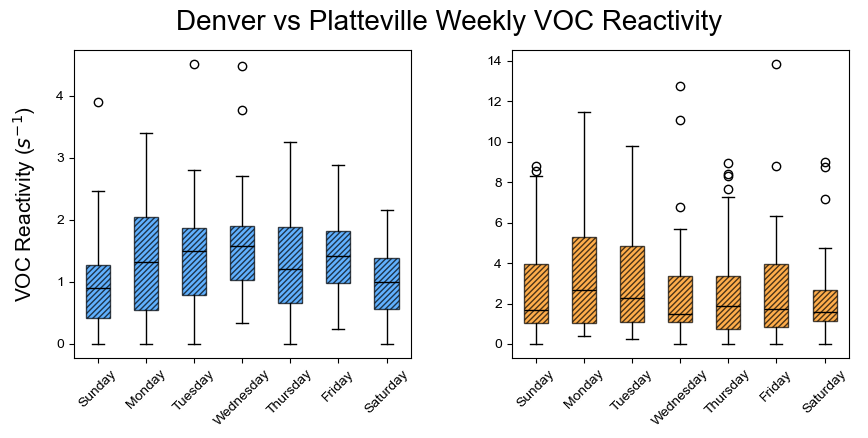 Denver vs Platteville Weekly VOC Reactivity
VOC Reactivity (s⁻¹)
4
3
2
1
0
Sunday
Monday
Tuesday
Wednesday
Thursday
Friday
Saturday
14
12
10
8
6
4
2
0
Sunday
Monday
Tuesday
Wednesday
Thursday
Friday
Saturday